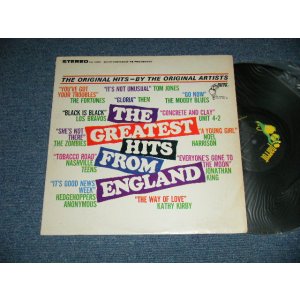 STEREO
THE ORIGINAL HITS—BY THE ORIGINAL ARTISTS
"YOU'VE GOT YOUR TROUBLES" THE FORTUNES
"IT'S NOT UNUSUAL" TOM JONES
"GLORIA" THEM
"GO NOW" THE MOODY BLUES
"BLACK IS BLACK" LOS BRAVOS
"CONCRETE AND CLAY" UNIT 4+2
"SHE'S NOT THERE" THE ZOMBIES
THE GREATEST HITS FROM ENGLAND
"A YOUNG GIRL" NOEL HARRISON
"TOBACCO ROAD" NASHVILLE TEENS
"EVERYONE'S GONE TO THE MOON" JONATHAN KING
"IT'S GOOD NEWS WEEK" HEDGEHOPPERS ANONYMOUS
"THE WAY OF LOVE" KATHY KIRBY